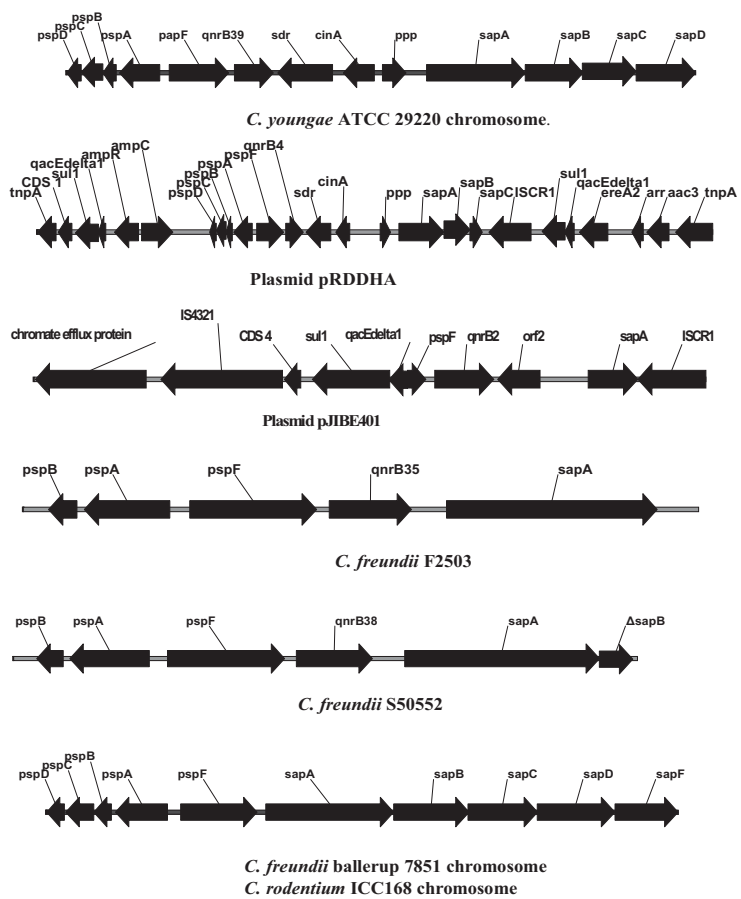 pspD pspC pspB pspA papF qnrB39 sdr cinA ppp sapA sapB sapC sapD
C. youngae ATCC 29220 chromosome.
tnpA CDS 1 sul1 qacEdelta1 ampR ampC pspD pspC pspB pspA pspF qnrB4 sdr cinA ppp sapA sapB sapC ISCR1 sul1 qacEdelta1 ereA2 arr aac3 tnpA
Plasmid pRDDHA
chromate efflux protein IS4321 CDS 4 sul1 qacEdelta1 pspF qnrB2 orf2 sapA ISCR1
Plasmid pJIBE401
pspB pspA pspF qnrB35 sapA
C. freundii F2503
pspB pspA pspF qnrB38 sapA ΔsapB
C. freundii S50552
pspD pspC pspB pspA pspF sapA sapB sapC sapD sapF
C. freundii ballerup 7851 chromosome
C. rodentium ICC168 chromosome